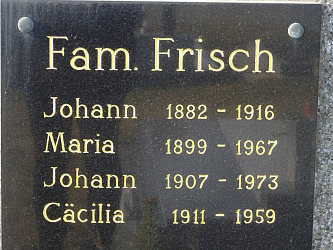 Fam. Frisch
Johann 1882 - 1916
Maria 1899 - 1967
Johann 1907 - 1973
Cäcilia 1911 - 1959